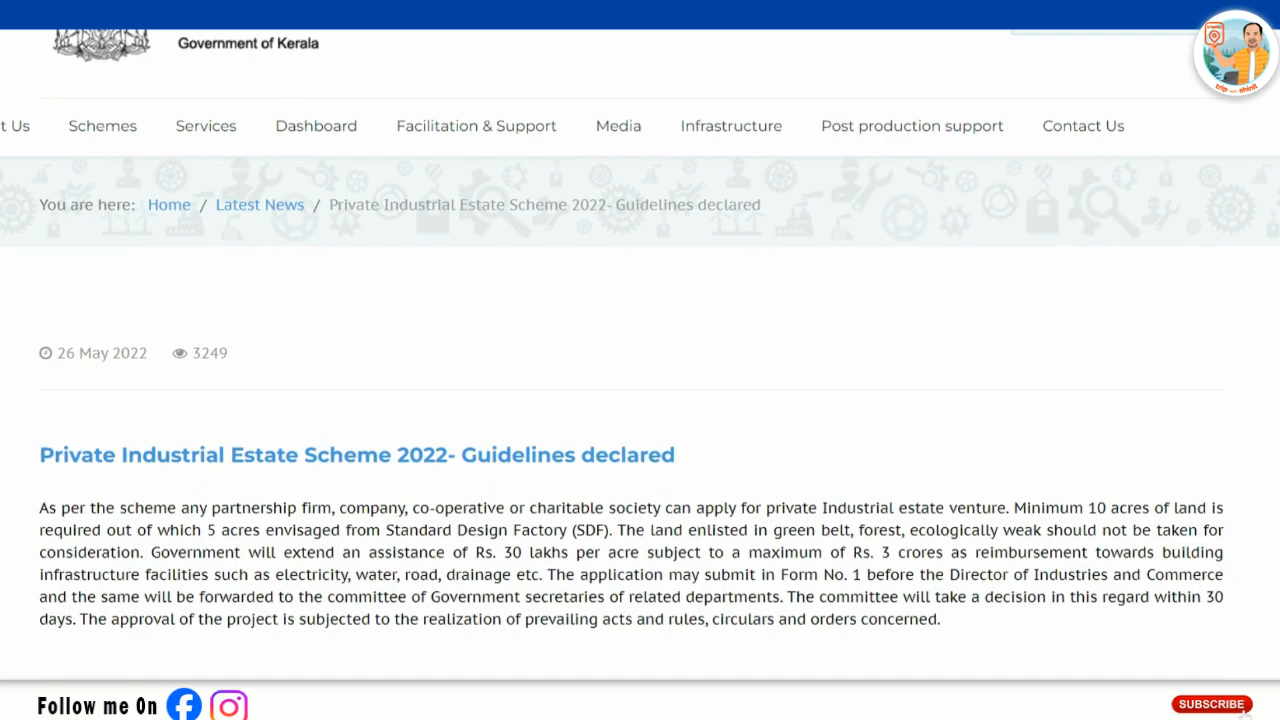 Government of Kerala
t Us Schemes Services Dashboard Facilitation & Support Media Infrastructure Post production support Contact Us
You are here: Home / Latest News / Private Industrial Estate Scheme 2022- Guidelines declared
26 May 2022 3249
Private Industrial Estate Scheme 2022- Guidelines declared
As per the scheme any partnership firm, company, co-operative or charitable society can apply for private Industrial estate venture. Minimum 10 acres of land is
required out of which 5 acres envisaged from Standard Design Factory (SDF). The land enlisted in green belt, forest, ecologically weak should not be taken for
consideration. Government will extend an assistance of Rs. 30 lakhs per acre subject to a maximum of Rs. 3 crores as reimbursement towards building
infrastructure facilities such as electricity, water, road, drainage etc. The application may submit in Form No. 1 before the Director of Industries and Commerce
and the same will be forwarded to the committee of Government secretaries of related departments. The committee will take a decision in this regard within 30
days. The approval of the project is subjected to the realization of prevailing acts and rules, circulars and orders concerned.
Follow me On
SUBSCRIBE